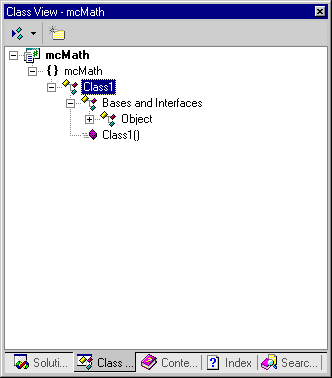 Class View - mcMath
mcMath
{} mcMath
Class1
Bases and Interfaces
Object
Class1()
Soluti... Class ... Conte... Index Searc...